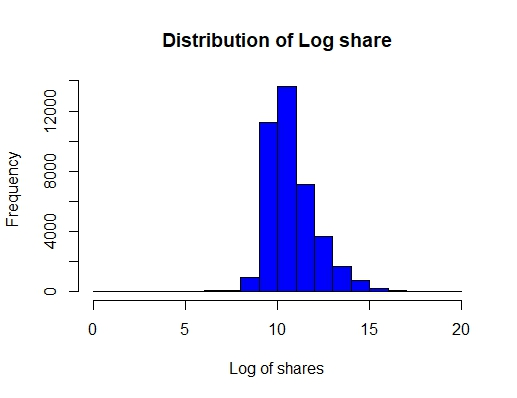 Distribution of Log share
Frequency
12000
8000
4000
0
0 5 10 15 20
Log of shares